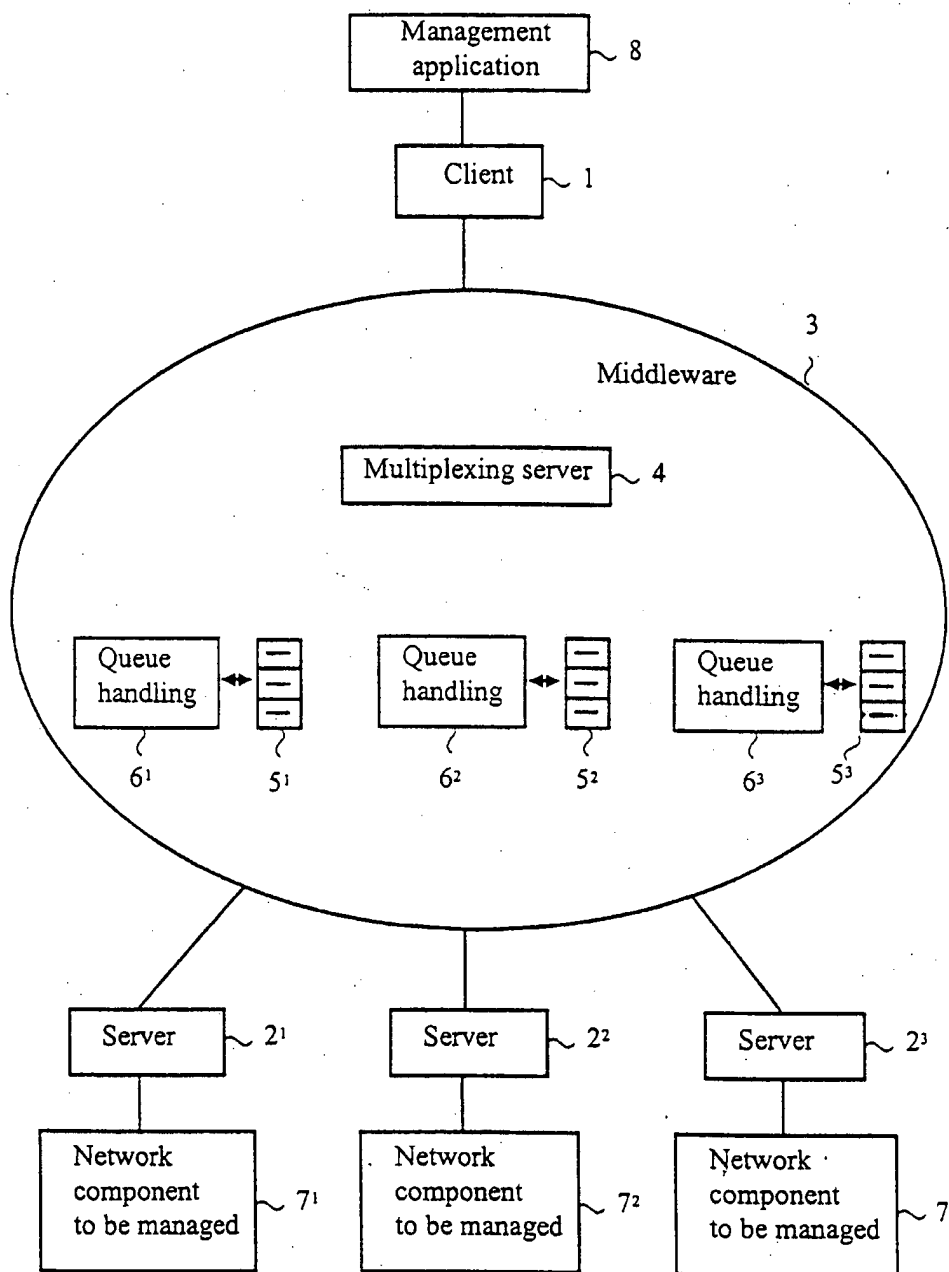 Management
application
8
Client
1
3
Middleware
Multiplexing server
4
Queue
handling
Queue
handling
Queue
handling
6¹
5¹
6²
5²
6³
5³
Server
2¹
Server
2²
Server
2³
Network
component
to be managed
7¹
Network
component
to be managed
7²
Network
component
to be managed
7